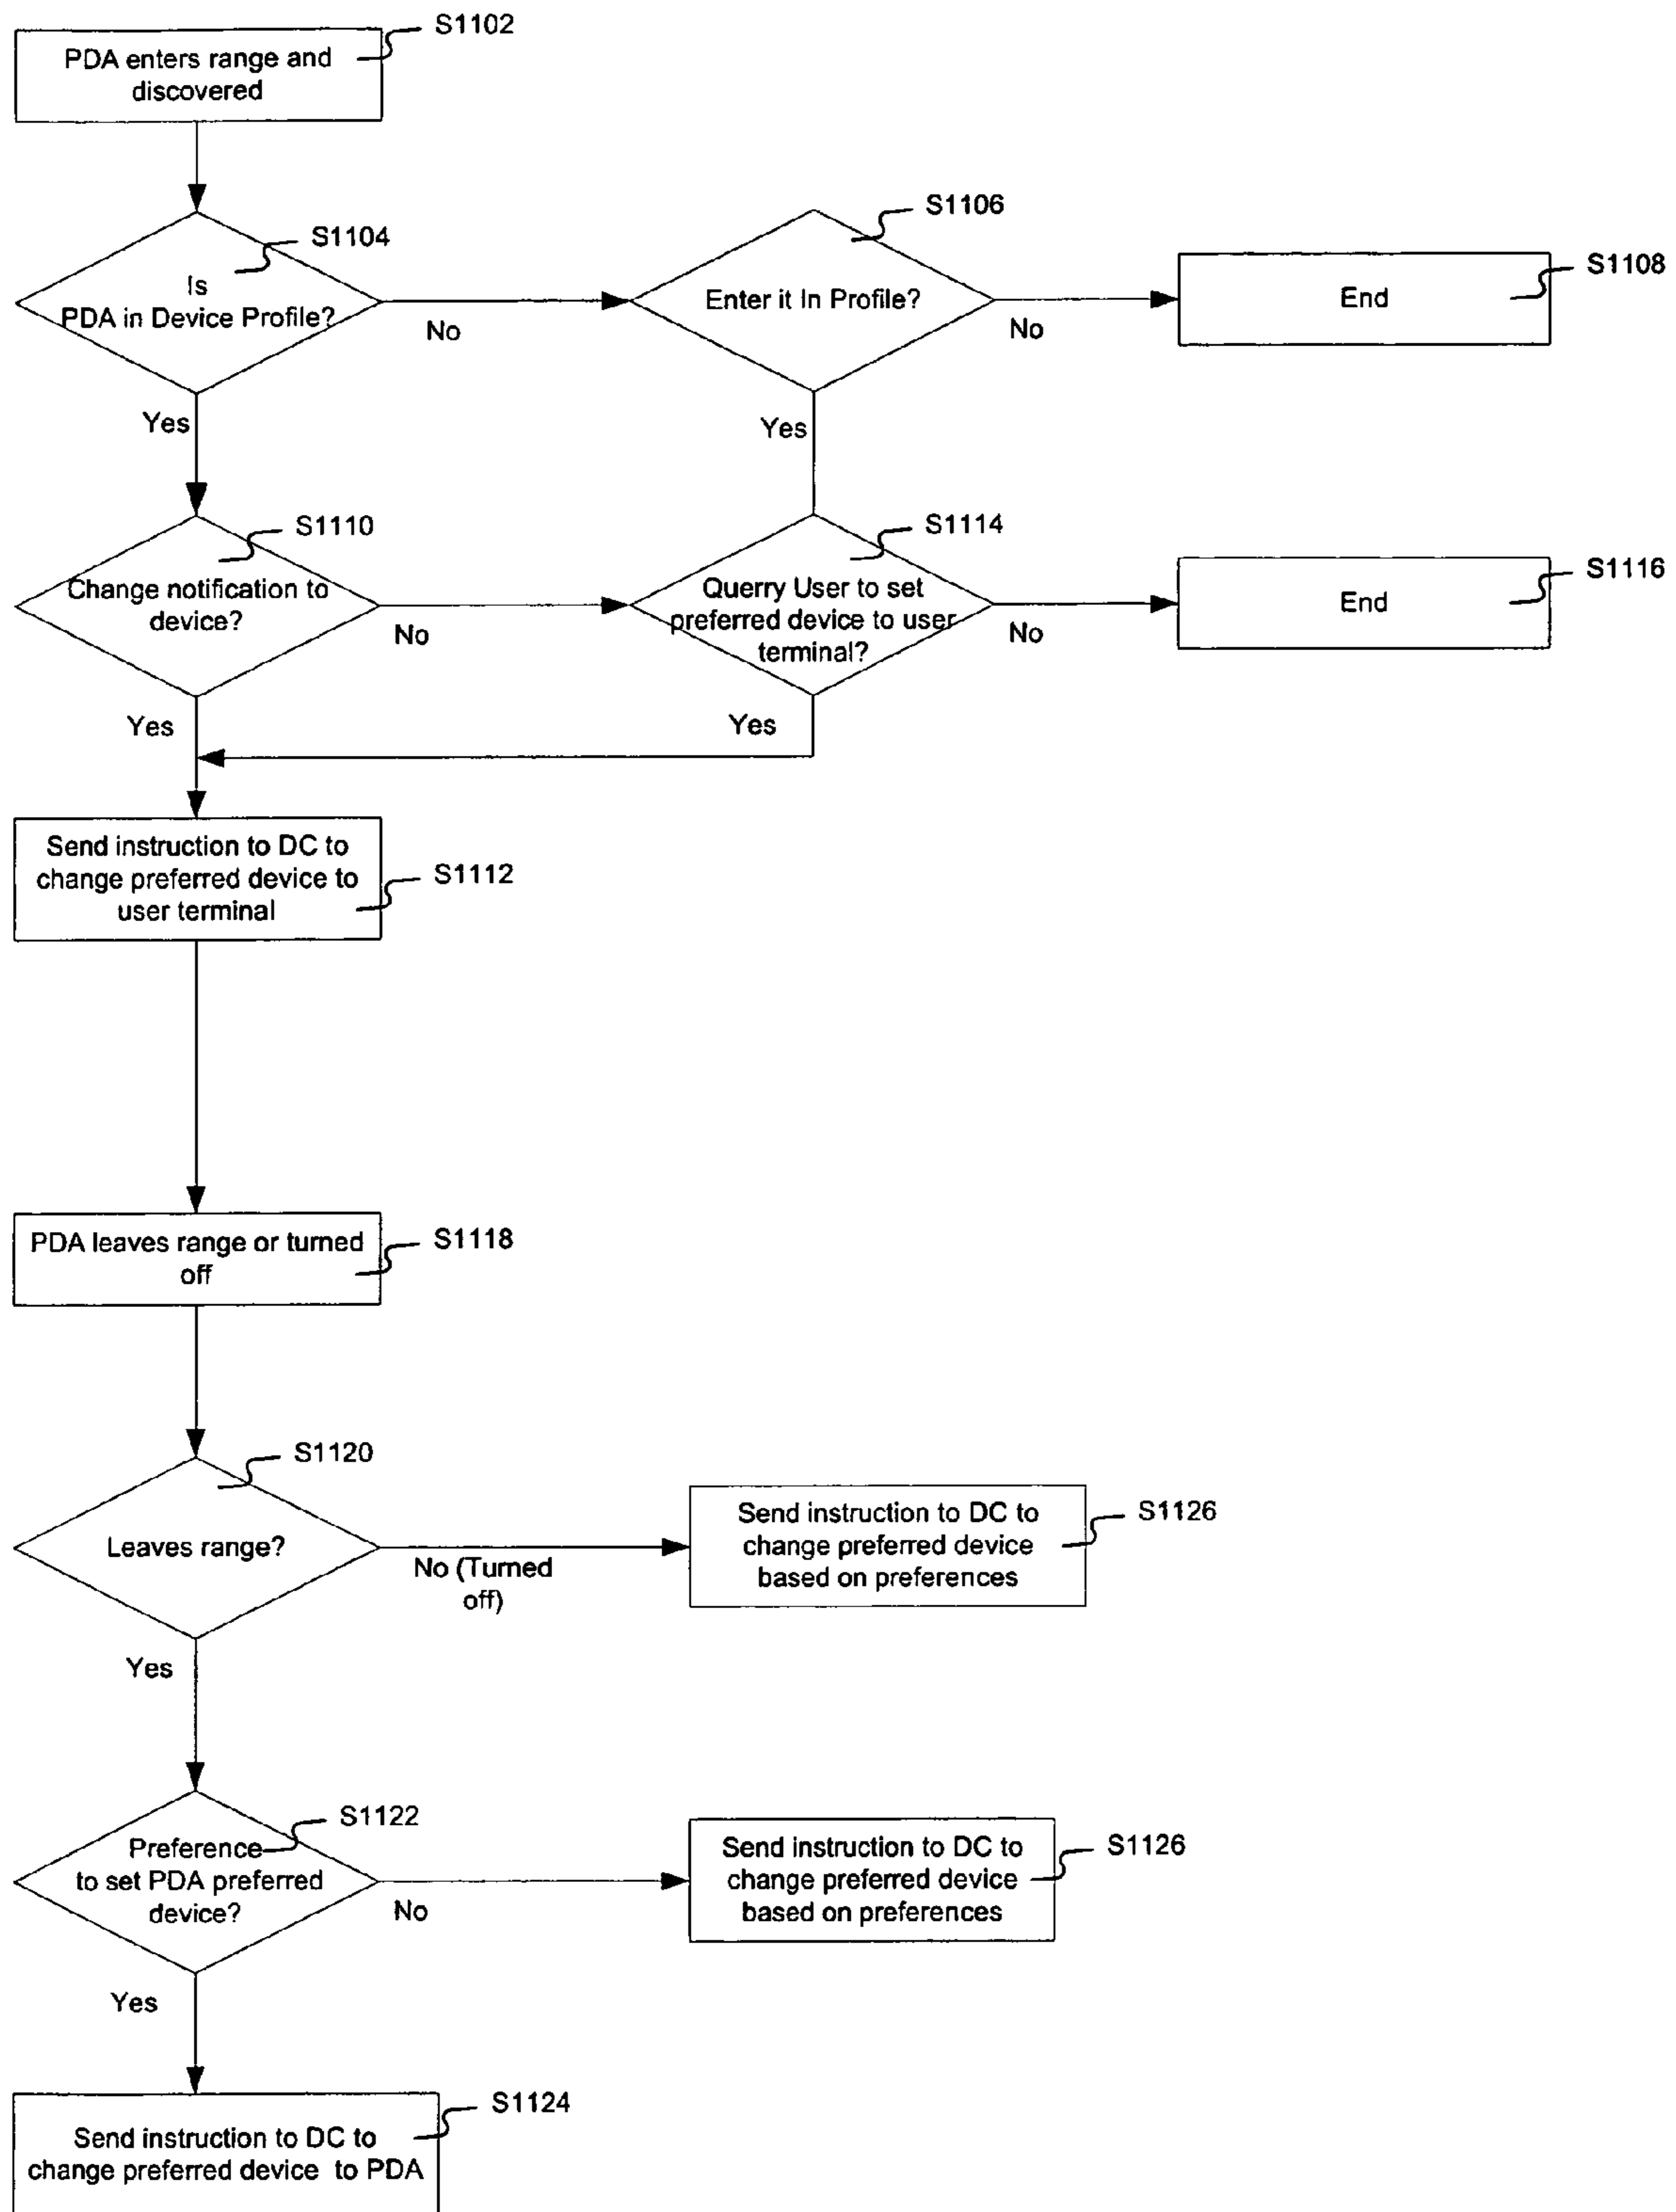 S1102
PDA enters range and
discovered
S1104
Is
PDA in Device Profile?
No
Yes
S1106
Enter it In Profile?
No
Yes
S1108
End
S1110
Change notification to
device?
No
Yes
S1114
Querry User to set
preferred device to user
terminal?
No
Yes
S1116
End
Send instruction to DC to
change preferred device to
user terminal
S1112
PDA leaves range or turned
off
S1118
S1120
Leaves range?
No (Turned
off)
Yes
Send instruction to DC to
change preferred device
based on preferences
S1126
S1122
Preference
to set PDA preferred
device?
No
Yes
Send instruction to DC to
change preferred device
based on preferences
S1126
S1124
Send instruction to DC to
change preferred device to PDA